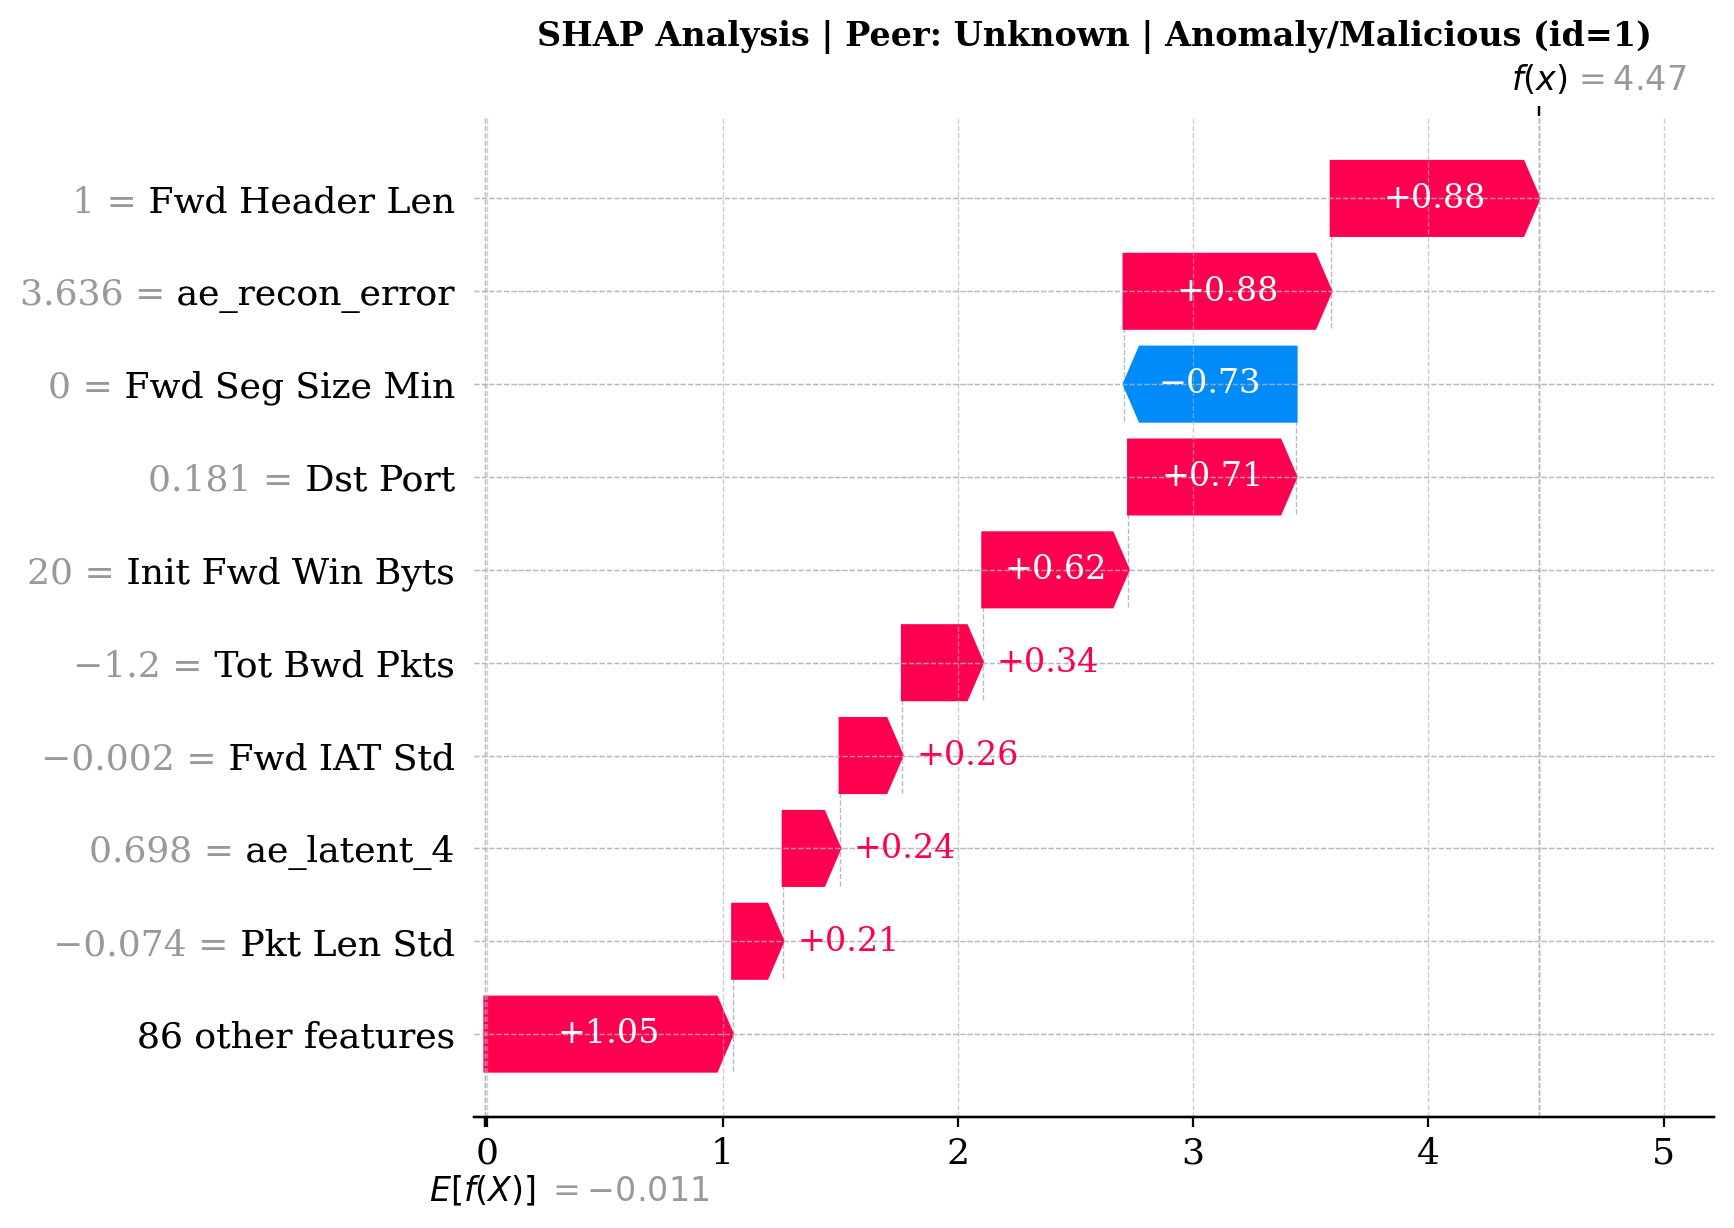 SHAP Analysis | Peer: Unknown | Anomaly/Malicious (id=1)
f(x) = 4.47
1 = Fwd Header Len +0.88
3.636 = ae_recon_error +0.88
0 = Fwd Seg Size Min −0.73
0.181 = Dst Port +0.71
20 = Init Fwd Win Byts +0.62
−1.2 = Tot Bwd Pkts +0.34
−0.002 = Fwd IAT Std +0.26
0.698 = ae_latent_4 +0.24
−0.074 = Pkt Len Std +0.21
86 other features +1.05
0 1 2 3 4 5
E[f(X)] = −0.011